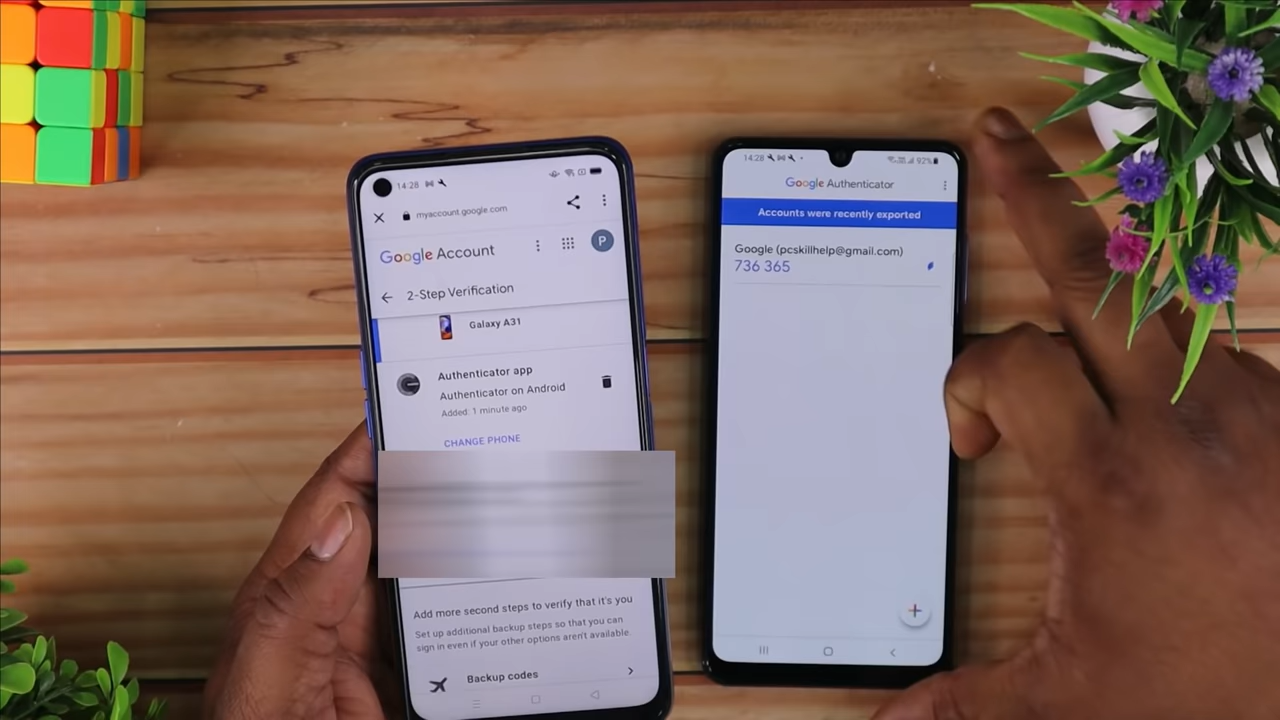 14:28
myaccount.google.com
Google Account
P
2-Step Verification
Galaxy A31
Authenticator app
Authenticator on Android
Added: 1 minute ago
CHANGE PHONE
Add more second steps to verify that it's you
Set up additional backup steps so that you can
sign in even if your other options aren't available.
Backup codes
14:28
92%
Google Authenticator
Accounts were recently exported
Google (pcskillhelp@gmail.com)
736 365